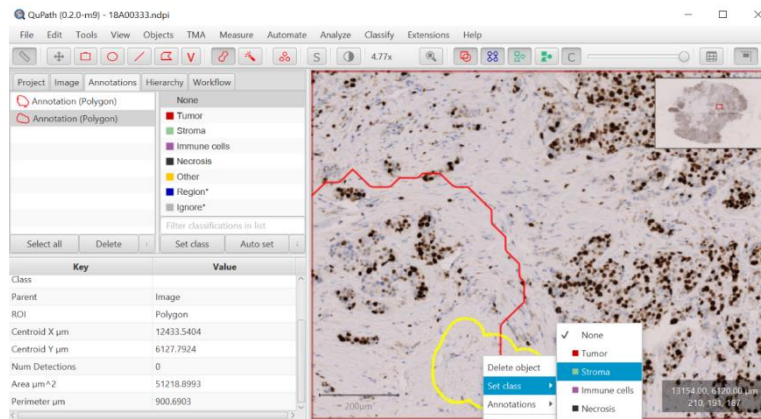 QuPath (0.2.0-m9) - 18A00333.ndpi
File Edit Tools View Objects TMA Measure Automate Analyze Classify Extensions Help
V S 4.77x C
Project Image Annotations Hierarchy Workflow
Annotation (Polygon)
Annotation (Polygon)
None
Tumor
Stroma
Immune cells
Necrosis
Other
Region*
Ignore*
Filter classifications in list
Select all Delete Set class Auto set
Key Value
Class
Parent Image
ROI Polygon
Centroid X µm 12433.5404
Centroid Y µm 6127.7924
Num Detections 0
Area µm^2 51218.8993
Perimeter µm 900.6903
200µm
Delete object
Set class
Annotations
✓ None
Tumor
Stroma
Immune cells
Necrosis
13154.00, 6120.00 µm
210, 191, 187